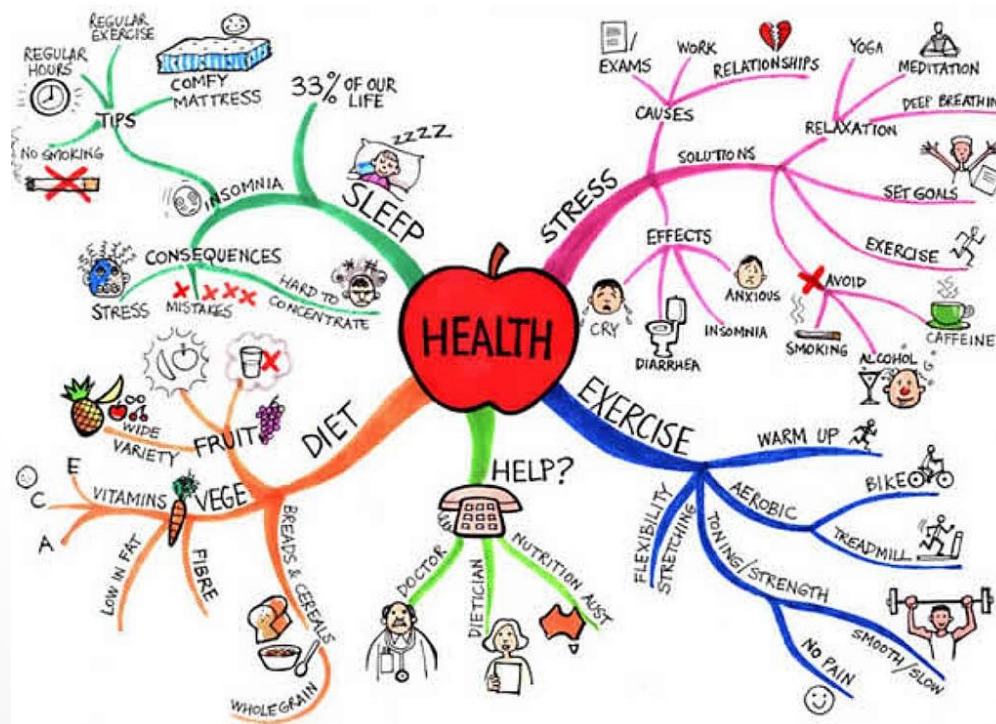 HEALTH
SLEEP
33% OF OUR
LIFE
ZZZZ
INSOMNIA
TIPS
REGULAR
HOURS
REGULAR
EXERCISE
COMFY
MATTRESS
NO SMOKING
CONSEQUENCES
STRESS
MISTAKES
HARD TO
CONCENTRATE
STRESS
CAUSES
EXAMS
WORK
RELATIONSHIPS
SOLUTIONS
RELAXATION
YOGA
MEDITATION
DEEP BREATHIN
SET GOALS
EXERCISE
AVOID
SMOKING
ALCOHOL
CAFFEINE
EFFECTS
CRY
DIARRHEA
INSOMNIA
ANXIOUS
EXERCISE
WARM UP
AEROBIC
BIKE
TREADMILL
TONING/STRENGTH
SMOOTH/SLOW
NO PAIN
FLEXIBILITY
STRETCHING
HELP?
DOCTOR
DIETICIAN
NUTRITION AUST
DIET
FRUIT
WIDE
VARIETY
VEGE
VITAMINS
E
C
A
LOW IN FAT
FIBRE
BREADS & CEREALS
WHOLEGRAIN